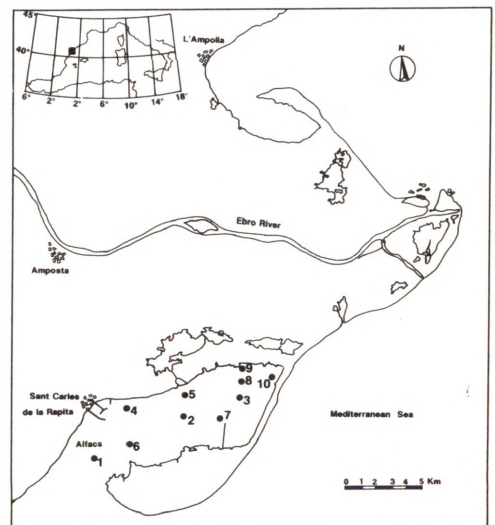 45°
40°
6° 2° 2° 6° 10° 14° 18°
L'Ampolla
N
Ebro River
Amposta
Sant Carles
de la Rapita
Alfacs
1
2
3
4
5
6
7
8
9
10
Mediterranean Sea
0 1 2 3 4 5 Km